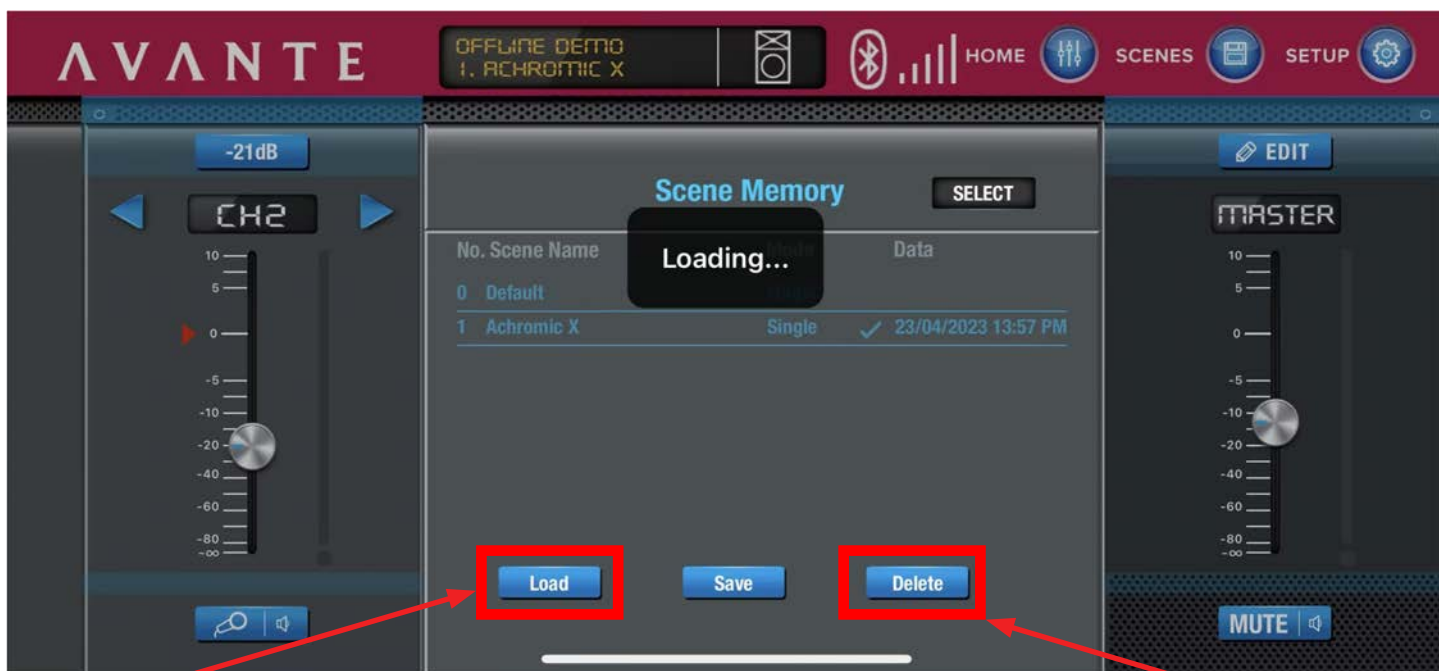 AVANTE
OFFLINE DEMO
1. ACHROMIC X
HOME
SCENES
SETUP
-21dB
CH2
10
5
0
-5
-10
-20
-40
-60
-80
-∞
Scene Memory
SELECT
No. Scene Name
Data
Loading...
0 Default
1 Achromic X Single ✓ 23/04/2023 13:57 PM
Load
Save
Delete
EDIT
MASTER
10
5
0
-5
-10
-20
-40
-60
-80
-∞
MUTE